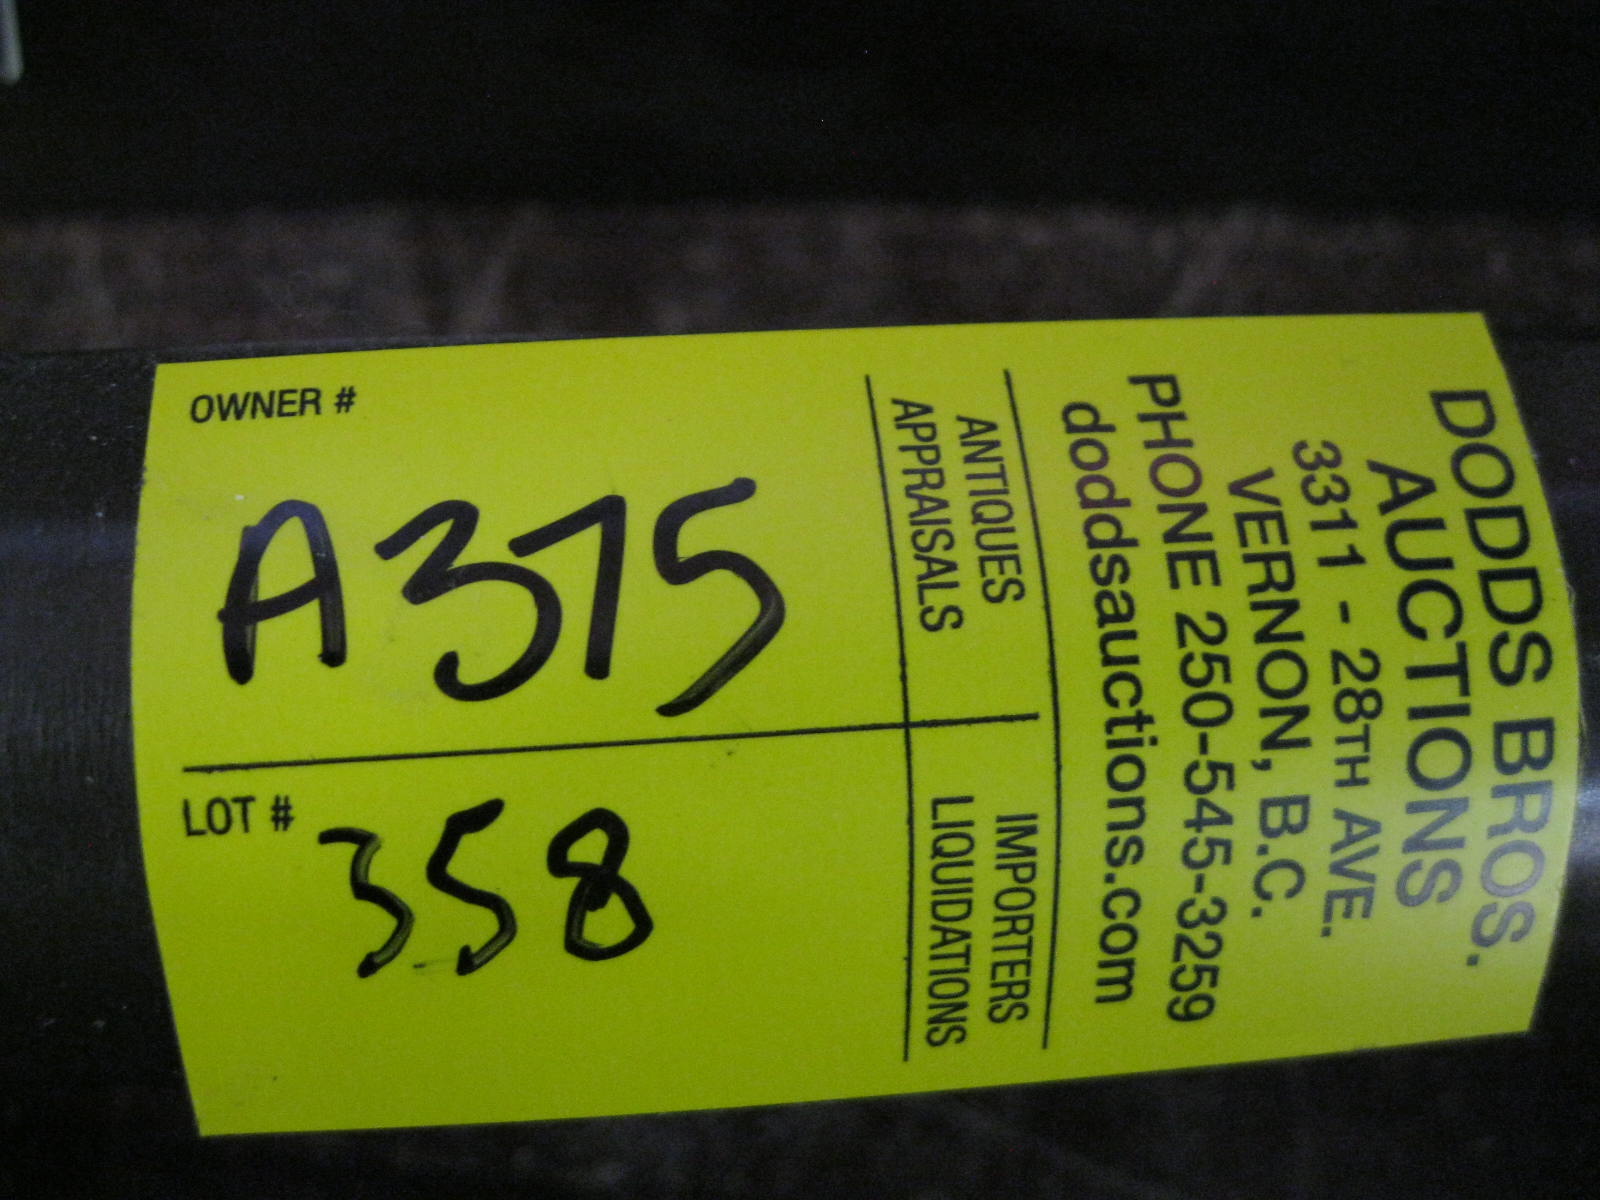 DODDS BROS.
AUCTIONS
3311 - 28TH AVE.
VERNON, B.C.
PHONE 250-545-3259
doddsauctions.com
ANTIQUES
APPRAISALS
IMPORTERS
LIQUIDATIONS
OWNER #
A375
LOT #
358